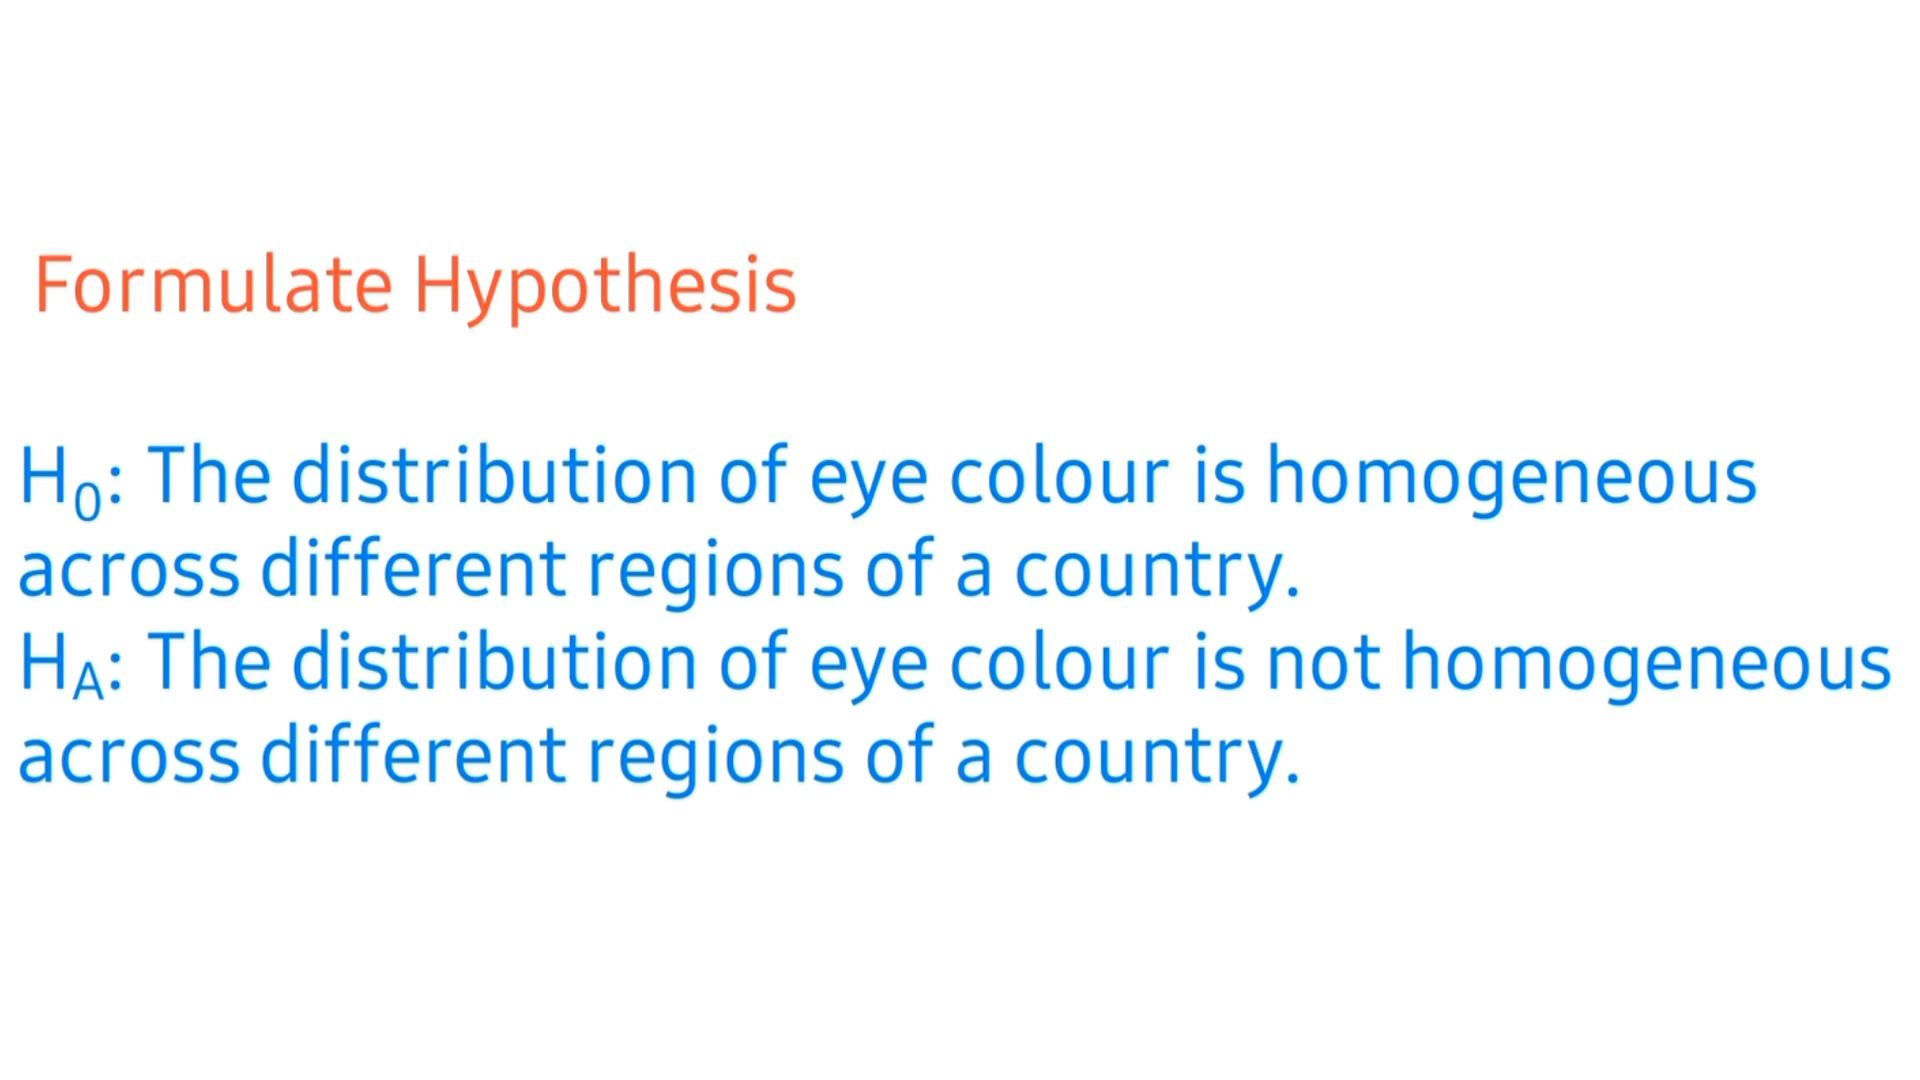 Formulate Hypothesis
H₀: The distribution of eye colour is homogeneous
across different regions of a country.
H_A: The distribution of eye colour is not homogeneous
across different regions of a country.